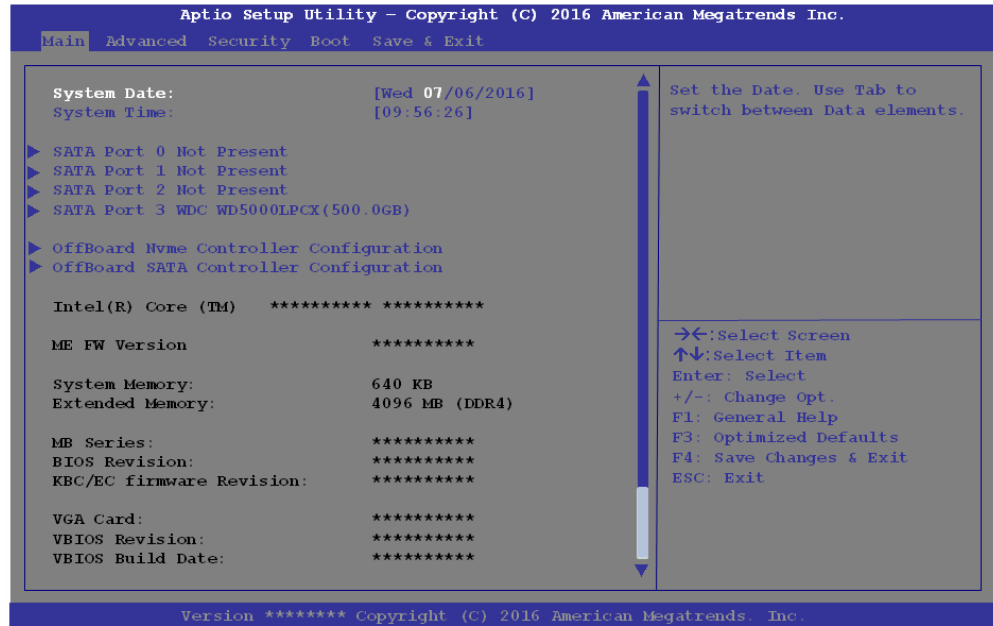 Aptio Setup Utility – Copyright (C) 2016 American Megatrends Inc.
Main Advanced Security Boot Save & Exit
System Date: [Wed 07/06/2016]
System Time: [09:56:26]
SATA Port 0 Not Present
SATA Port 1 Not Present
SATA Port 2 Not Present
SATA Port 3 WDC WD5000LPCX(500.0GB)
OffBoard Nvme Controller Configuration
OffBoard SATA Controller Configuration
Intel(R) Core (TM) ********** **********
ME FW Version **********
System Memory: 640 KB
Extended Memory: 4096 MB (DDR4)
MB Series: **********
BIOS Revision: **********
KBC/EC firmware Revision: **********
VGA Card: **********
VBIOS Revision: **********
VBIOS Build Date: **********
Set the Date. Use Tab to
switch between Data elements.
→←:Select Screen
↑↓:Select Item
Enter: Select
+/-: Change Opt.
F1: General Help
F3: Optimized Defaults
F4: Save Changes & Exit
ESC: Exit
Version ******** Copyright (C) 2016 American Megatrends. Inc.